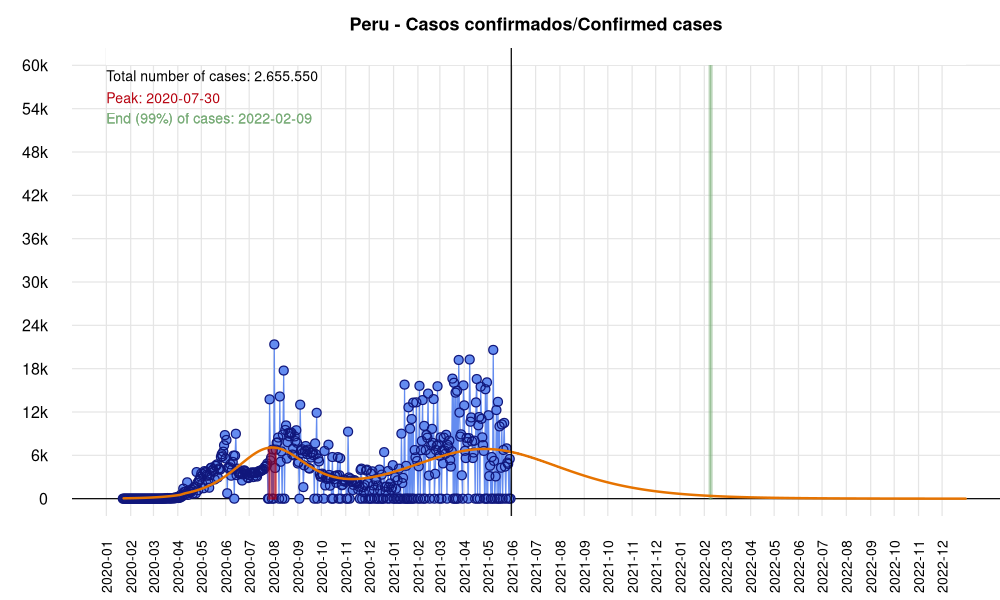 Peru - Casos confirmados/Confirmed cases
60k
Total number of cases: 2.655.550
Peak: 2020-07-30
End (99%) of cases: 2022-02-09
54k
48k
42k
36k
30k
24k
18k
12k
6k
0
2020-01
2020-02
2020-03
2020-04
2020-05
2020-06
2020-07
2020-08
2020-09
2020-10
2020-11
2020-12
2021-01
2021-02
2021-03
2021-04
2021-05
2021-06
2021-07
2021-08
2021-09
2021-10
2021-11
2021-12
2022-01
2022-02
2022-03
2022-04
2022-05
2022-06
2022-07
2022-08
2022-09
2022-10
2022-11
2022-12